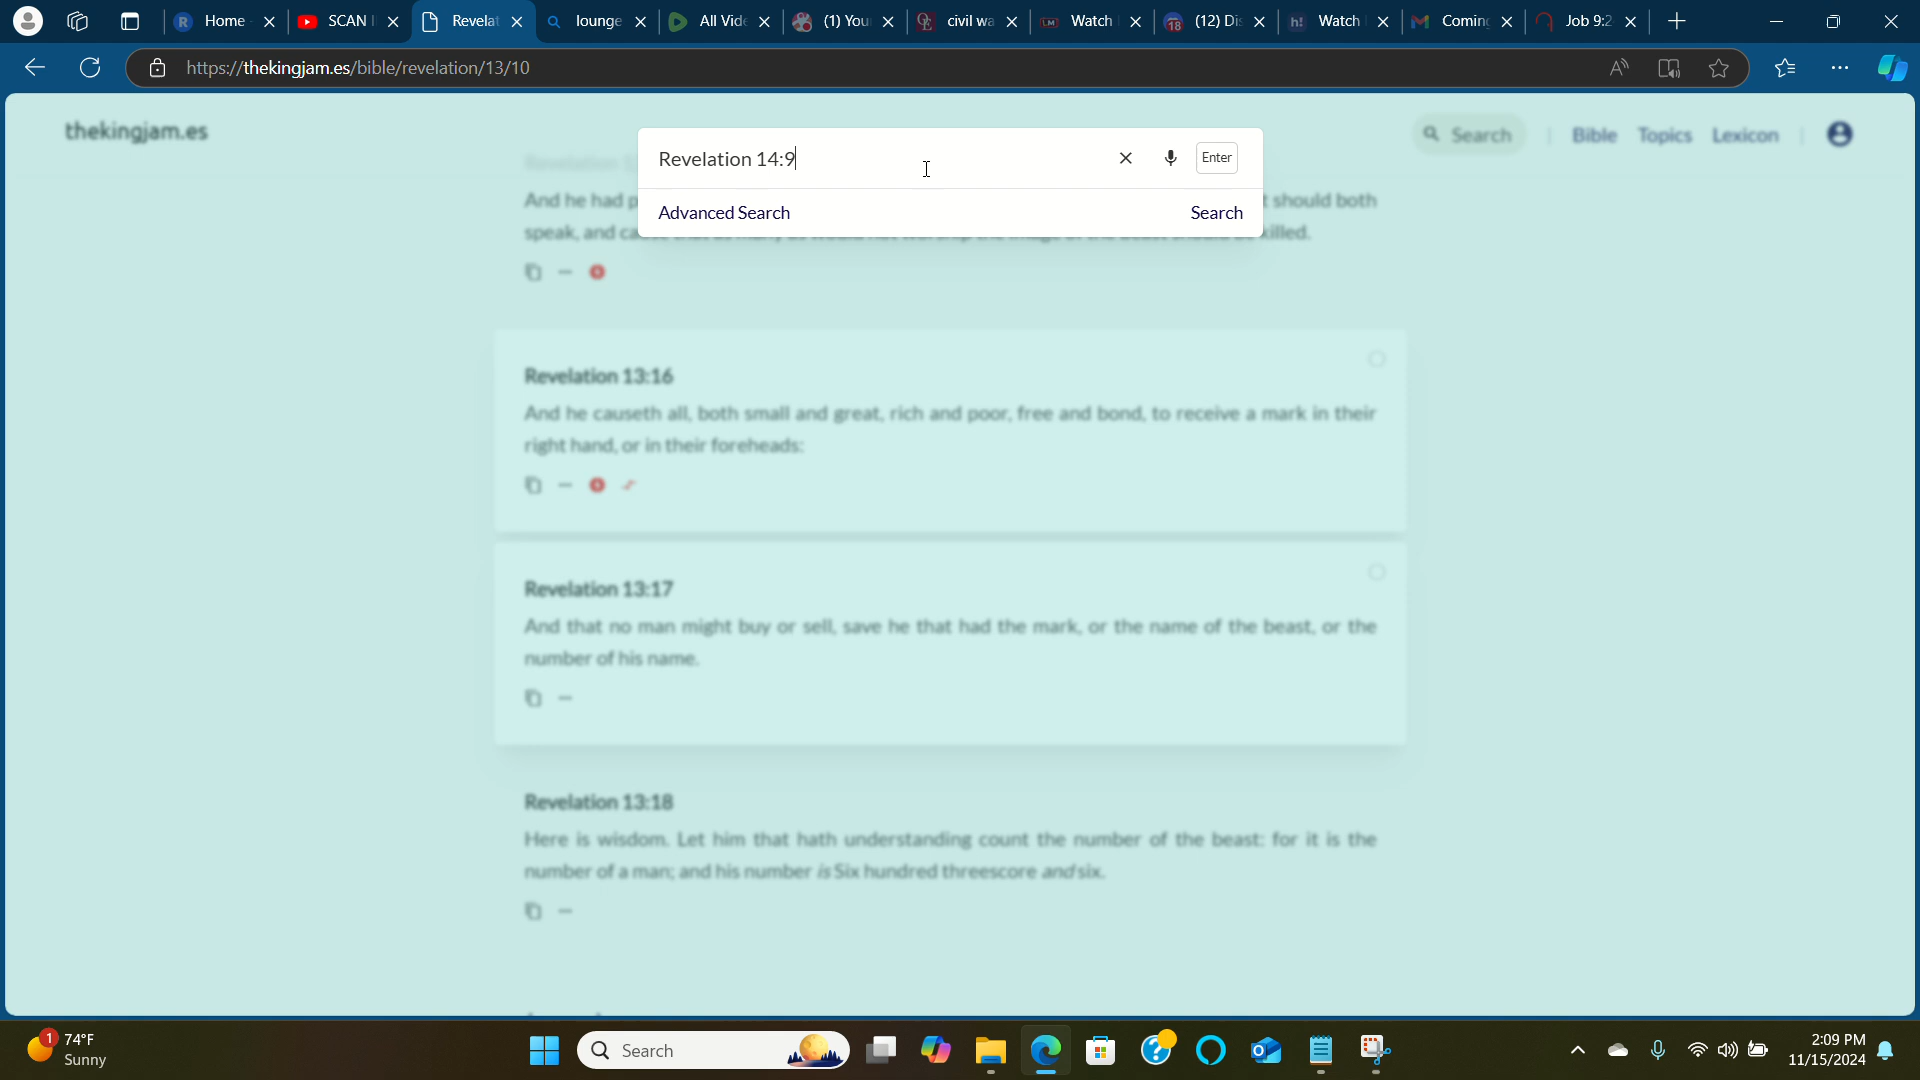 Home
SCAN
Revelat
lounge
All Vide
(1) You
civil wa
Watch
(12) Dis
Watch
Coming
Job 9:2
https://thekingjam.es/bible/revelation/13/10
thekingjam.es
Search
Bible
Topics
Lexicon
Revelation 14:9
Enter
Advanced Search
Search
And he had
should both
speak, and
killed.
Revelation 13:16
And he causeth all, both small and great, rich and poor, free and bond, to receive a mark in their
right hand, or in their foreheads:
Revelation 13:17
And that no man might buy or sell, save he that had the mark, or the name of the beast, or the
number of his name.
Revelation 13:18
Here is wisdom. Let him that hath understanding count the number of the beast: for it is the
number of a man; and his number is Six hundred threescore and six.
1
74°F
Sunny
Search
2:09 PM
11/15/2024